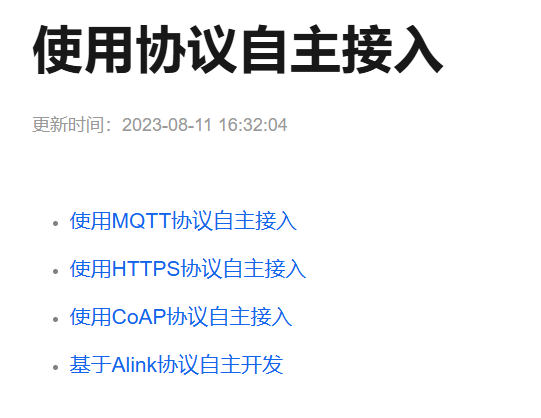 使用协议自主接入
更新时间：2023-08-11 16:32:04
使用MQTT协议自主接入
使用HTTPS协议自主接入
使用CoAP协议自主接入
基于Alink协议自主开发